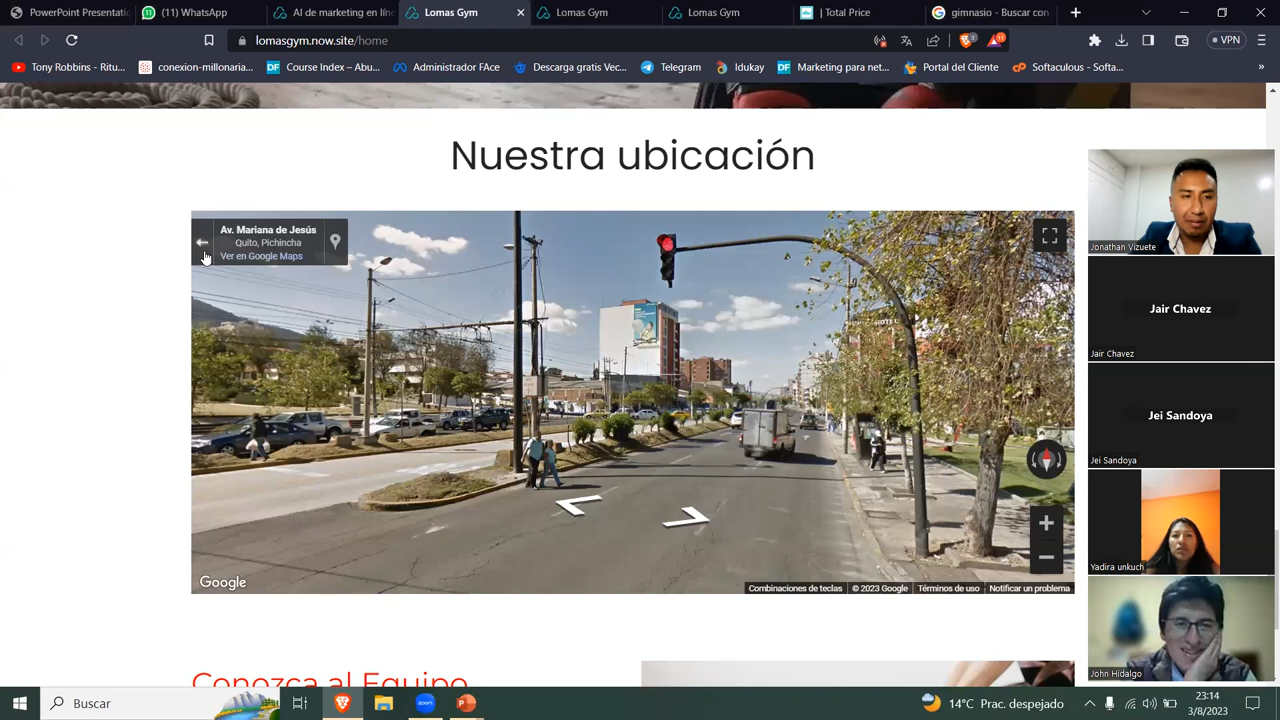 PowerPoint Presentati
(11) WhatsApp
AI de marketing en líne
Lomas Gym
Lomas Gym
Lomas Gym
| Total Price
gimnasio - Buscar con
lomasgym.now.site/home
3
11
VPN
Tony Robbins - Ritu...
conexion-millonaria...
Course Index – Abu...
Administrador FAce
Descarga gratis Vec...
Telegram
Idukay
Marketing para net...
Portal del Cliente
Softaculous - Softa...
Nuestra ubicación
Av. Mariana de Jesús
Quito, Pichincha
Ver en Google Maps
Google
Combinaciones de teclas
© 2023 Google
Términos de uso
Notificar un problema
Conozca al Equipo
Jonathan Vizuete
Jair Chavez
Jair Chavez
Jei Sandoya
Jei Sandoya
Yadira unkuch
John Hidalgo
Buscar
14°C Prac. despejado
23:14
3/8/2023